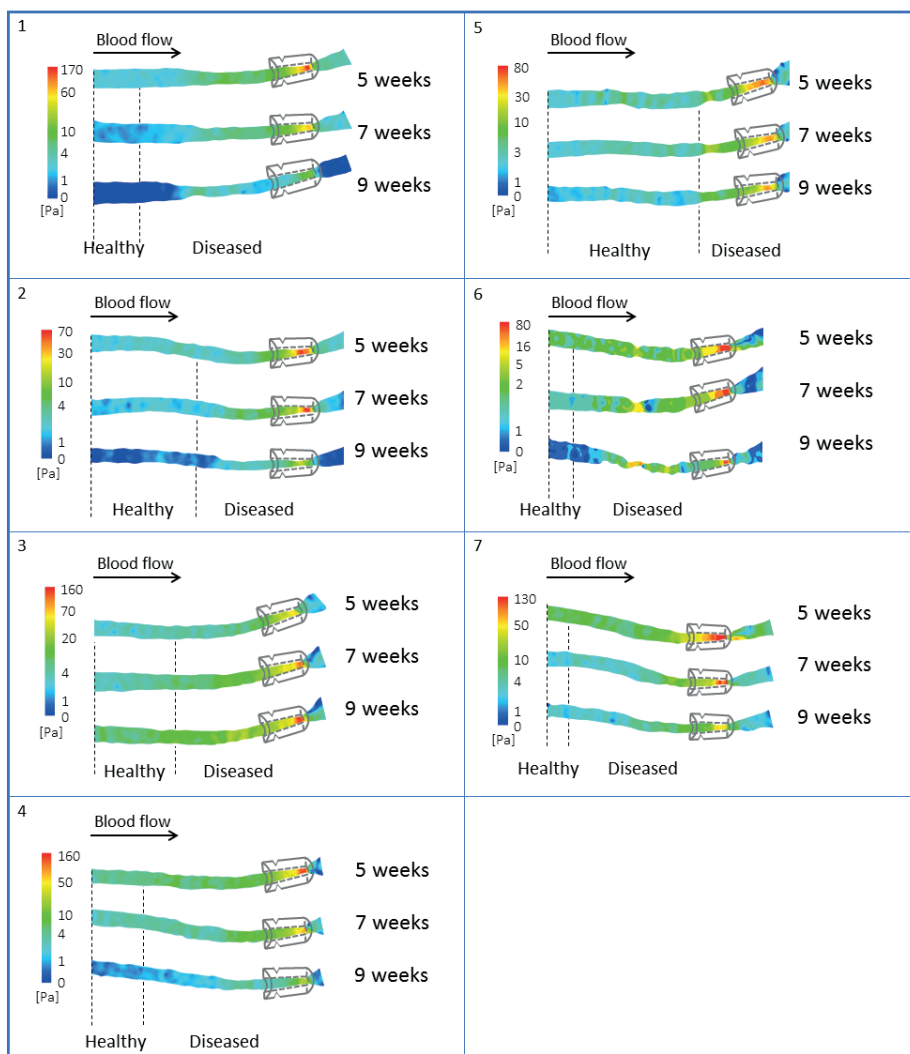 1
Blood flow
170
60
10
4
1
0
[Pa]
5 weeks
7 weeks
9 weeks
Healthy
Diseased
2
Blood flow
70
30
10
4
1
0
[Pa]
5 weeks
7 weeks
9 weeks
Healthy
Diseased
3
Blood flow
160
70
20
4
1
0
[Pa]
5 weeks
7 weeks
9 weeks
Healthy
Diseased
4
Blood flow
160
50
10
4
1
0
[Pa]
5 weeks
7 weeks
9 weeks
Healthy
Diseased
5
Blood flow
80
30
10
3
1
0
[Pa]
5 weeks
7 weeks
9 weeks
Healthy
Diseased
6
Blood flow
80
16
5
2
1
0
[Pa]
5 weeks
7 weeks
9 weeks
Healthy
Diseased
7
Blood flow
130
50
10
4
1
0
[Pa]
5 weeks
7 weeks
9 weeks
Healthy
Diseased